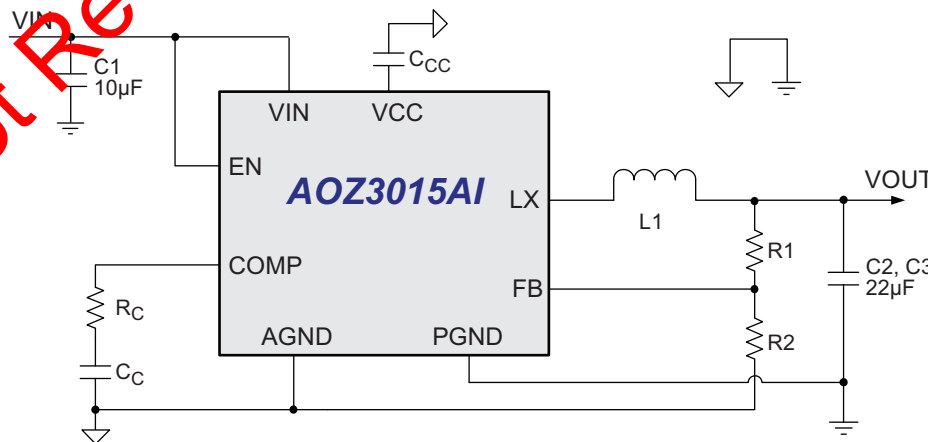 VIN
C1
10µF
CCC
VIN
VCC
EN
AOZ3015AI
LX
VOUT
L1
R1
COMP
FB
C2, C3
22µF
RC
AGND
PGND
R2
CC